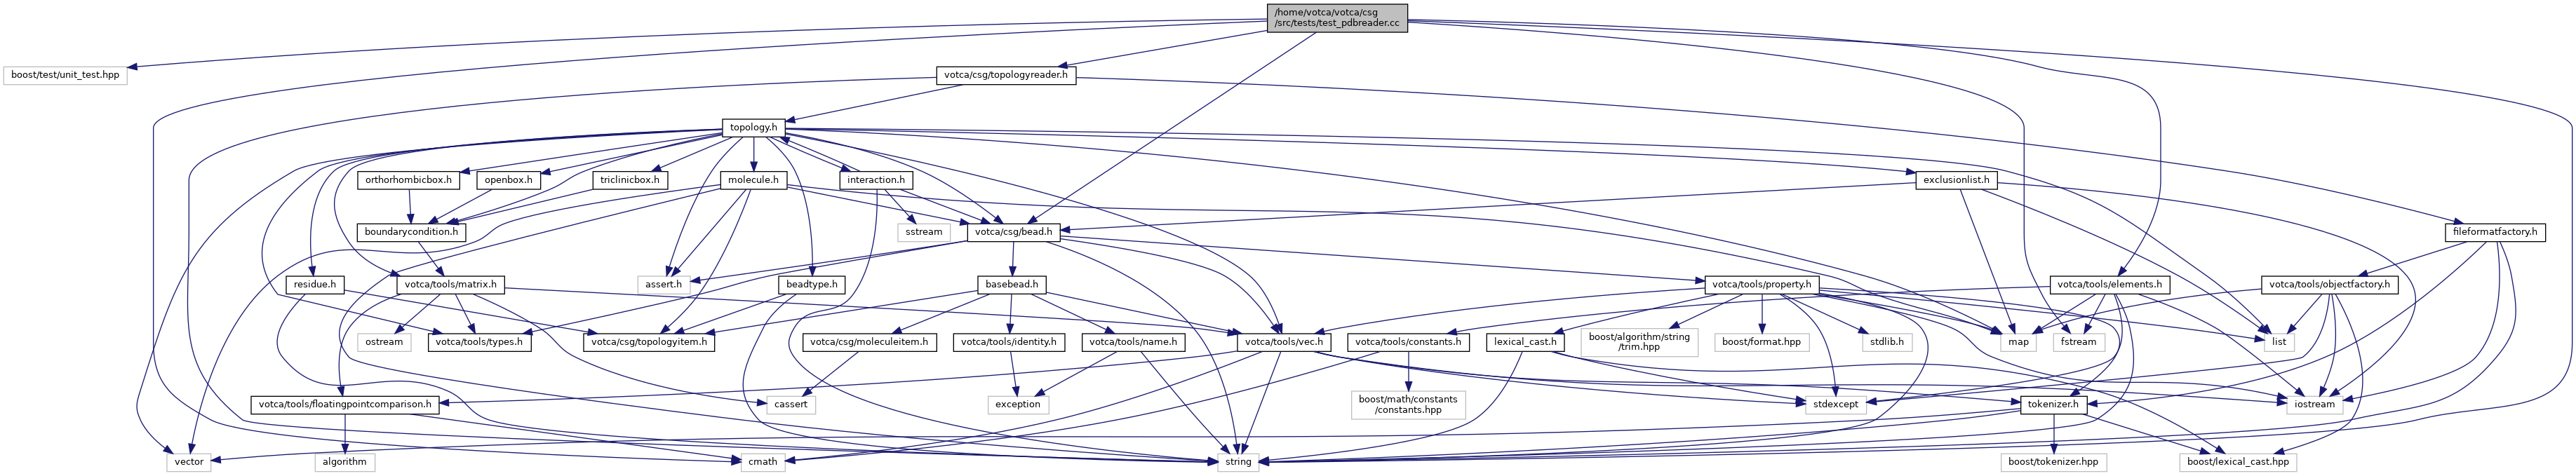 /home/votca/votca/csg
/src/tests/test_pdbreader.cc
boost/test/unit_test.hpp
votca/csg/topologyreader.h
topology.h
orthorhombicbox.h
openbox.h
triclinicbox.h
molecule.h
interaction.h
exclusionlist.h
boundarycondition.h
sstream
votca/csg/bead.h
fileformatfactory.h
residue.h
votca/tools/matrix.h
assert.h
beadtype.h
basebead.h
votca/tools/property.h
votca/tools/elements.h
votca/tools/objectfactory.h
ostream
votca/tools/types.h
votca/csg/topologyitem.h
votca/csg/moleculeitem.h
votca/tools/identity.h
votca/tools/name.h
votca/tools/vec.h
votca/tools/constants.h
lexical_cast.h
boost/algorithm/string
/trim.hpp
boost/format.hpp
stdlib.h
map
fstream
list
votca/tools/floatingpointcomparison.h
cassert
exception
boost/math/constants
/constants.hpp
stdexcept
tokenizer.h
iostream
vector
algorithm
cmath
string
boost/tokenizer.hpp
boost/lexical_cast.hpp